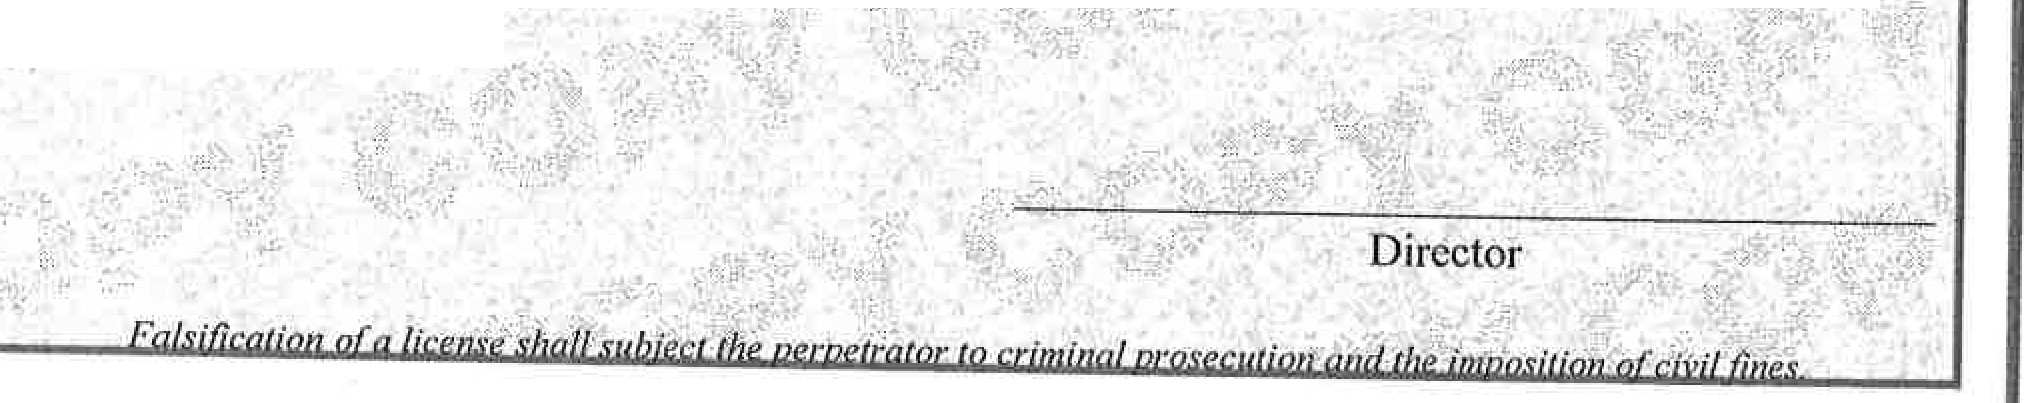 Director
Falsification of a license shall subject the perpetrator to criminal prosecution and the imposition of civil fines.